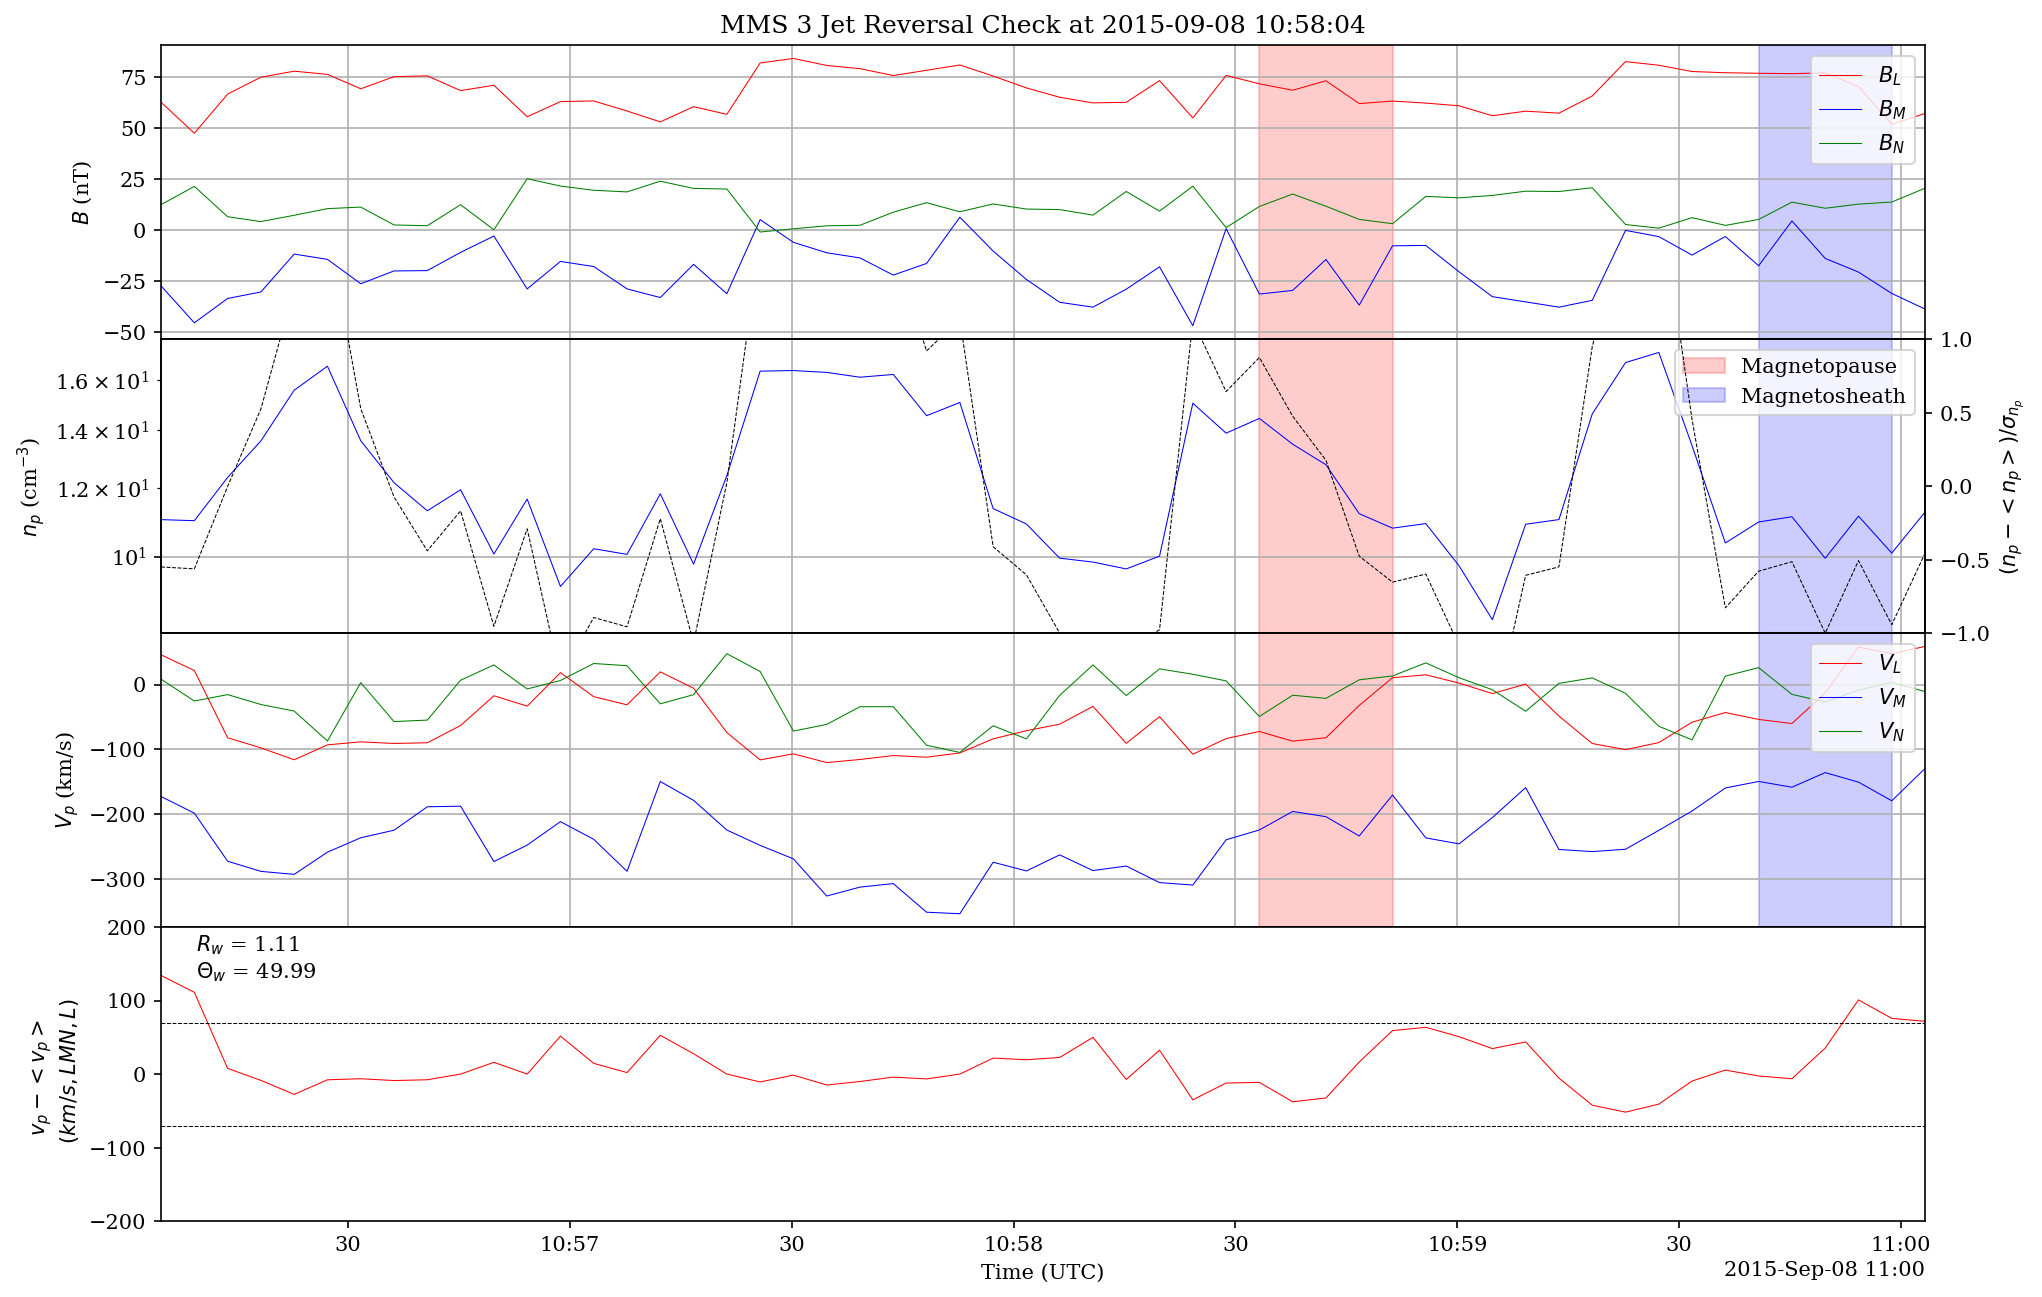 MMS 3 Jet Reversal Check at 2015-09-08 10:58:04
75
50
25
0
−25
−50
B (nT)
B_L
B_M
B_N
1.6 × 10^1
1.4 × 10^1
1.2 × 10^1
10^1
n_p (cm^−3)
1.0
0.5
0.0
−0.5
−1.0
(n_p − < n_p > )/σ_{n_p}
Magnetopause
Magnetosheath
0
−100
−200
−300
V_p (km/s)
V_L
V_M
V_N
200
100
0
−100
−200
v_p − < v_p >
(km/s, LMN, L)
R_w = 1.11
Θ_w = 49.99
30
10:57
30
10:58
30
10:59
30
11:00
Time (UTC)
2015-Sep-08 11:00